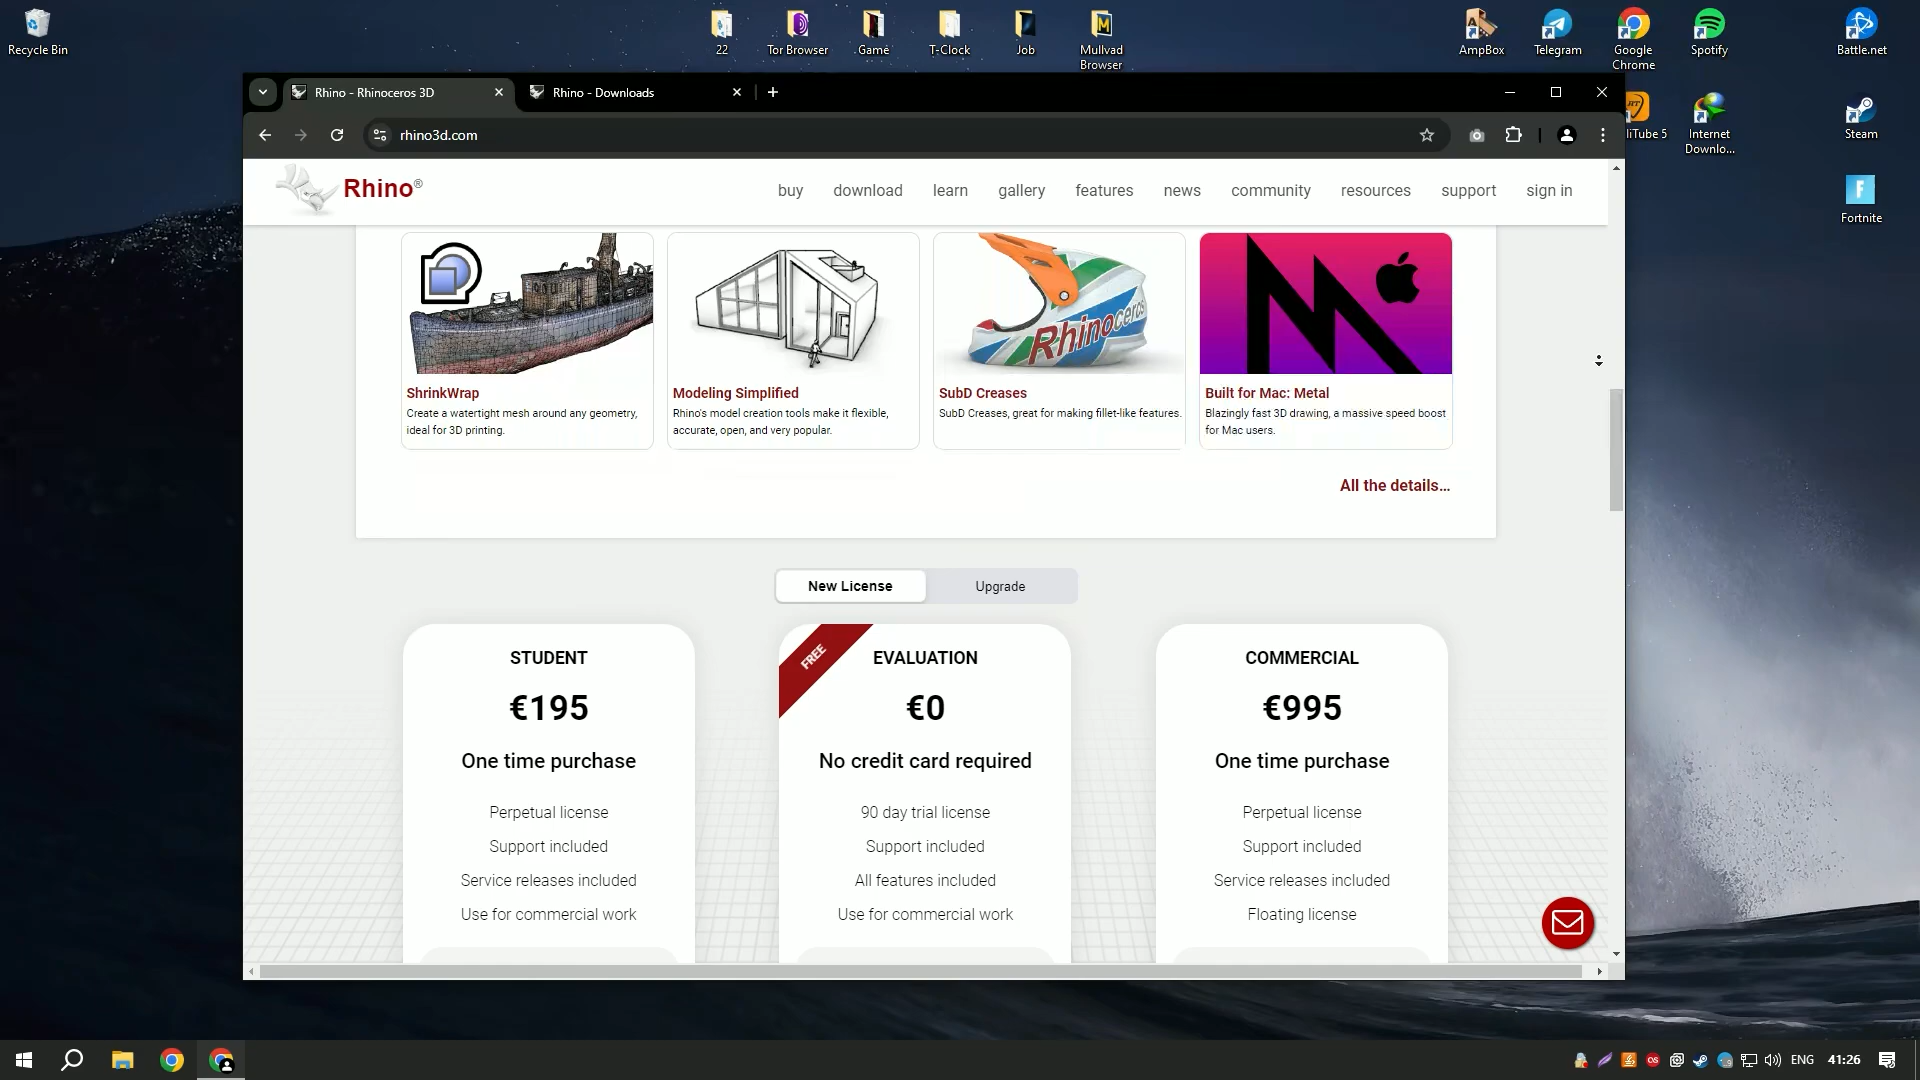 Recycle Bin
22
Tor Browser
Game
T-Clock
Job
Mullvad
Browser
AmpBox
Telegram
Google
Chrome
Spotify
Battle.net
Rhino - Rhinoceros 3D
Rhino - Downloads
rhino3d.com
liTube 5
Internet
Downlo...
Steam
Fortnite
Rhino®
buy
download
learn
gallery
features
news
community
resources
support
sign in
Rhinoceros
ShrinkWrap
Create a watertight mesh around any geometry,
ideal for 3D printing.
Modeling Simplified
Rhino's model creation tools make it flexible,
accurate, open, and very popular.
SubD Creases
SubD Creases, great for making fillet-like features.
Built for Mac: Metal
Blazingly fast 3D drawing, a massive speed boost
for Mac users.
All the details...
New License
Upgrade
STUDENT
€195
One time purchase
Perpetual license
Support included
Service releases included
Use for commercial work
FREE
EVALUATION
€0
No credit card required
90 day trial license
Support included
All features included
Use for commercial work
COMMERCIAL
€995
One time purchase
Perpetual license
Support included
Service releases included
Floating license
ENG
41:26